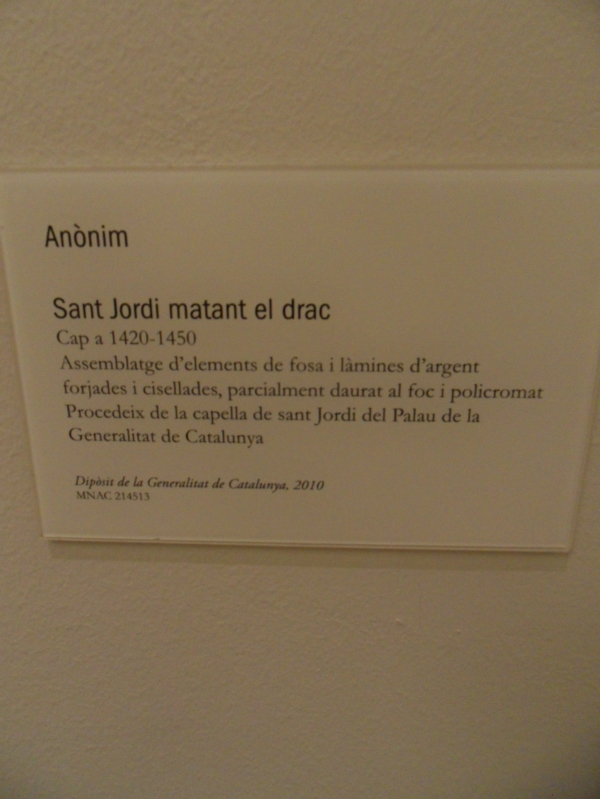 Anònim
Sant Jordi matant el drac
Cap a 1420-1450
Assemblatge d'elements de fosa i làmines d'argent
forjades i cisellades, parcialment daurat al foc i policromat
Procedeix de la capella de sant Jordi del Palau de la
Generalitat de Catalunya
Dipòsit de la Generalitat de Catalunya, 2010
MNAC 214513